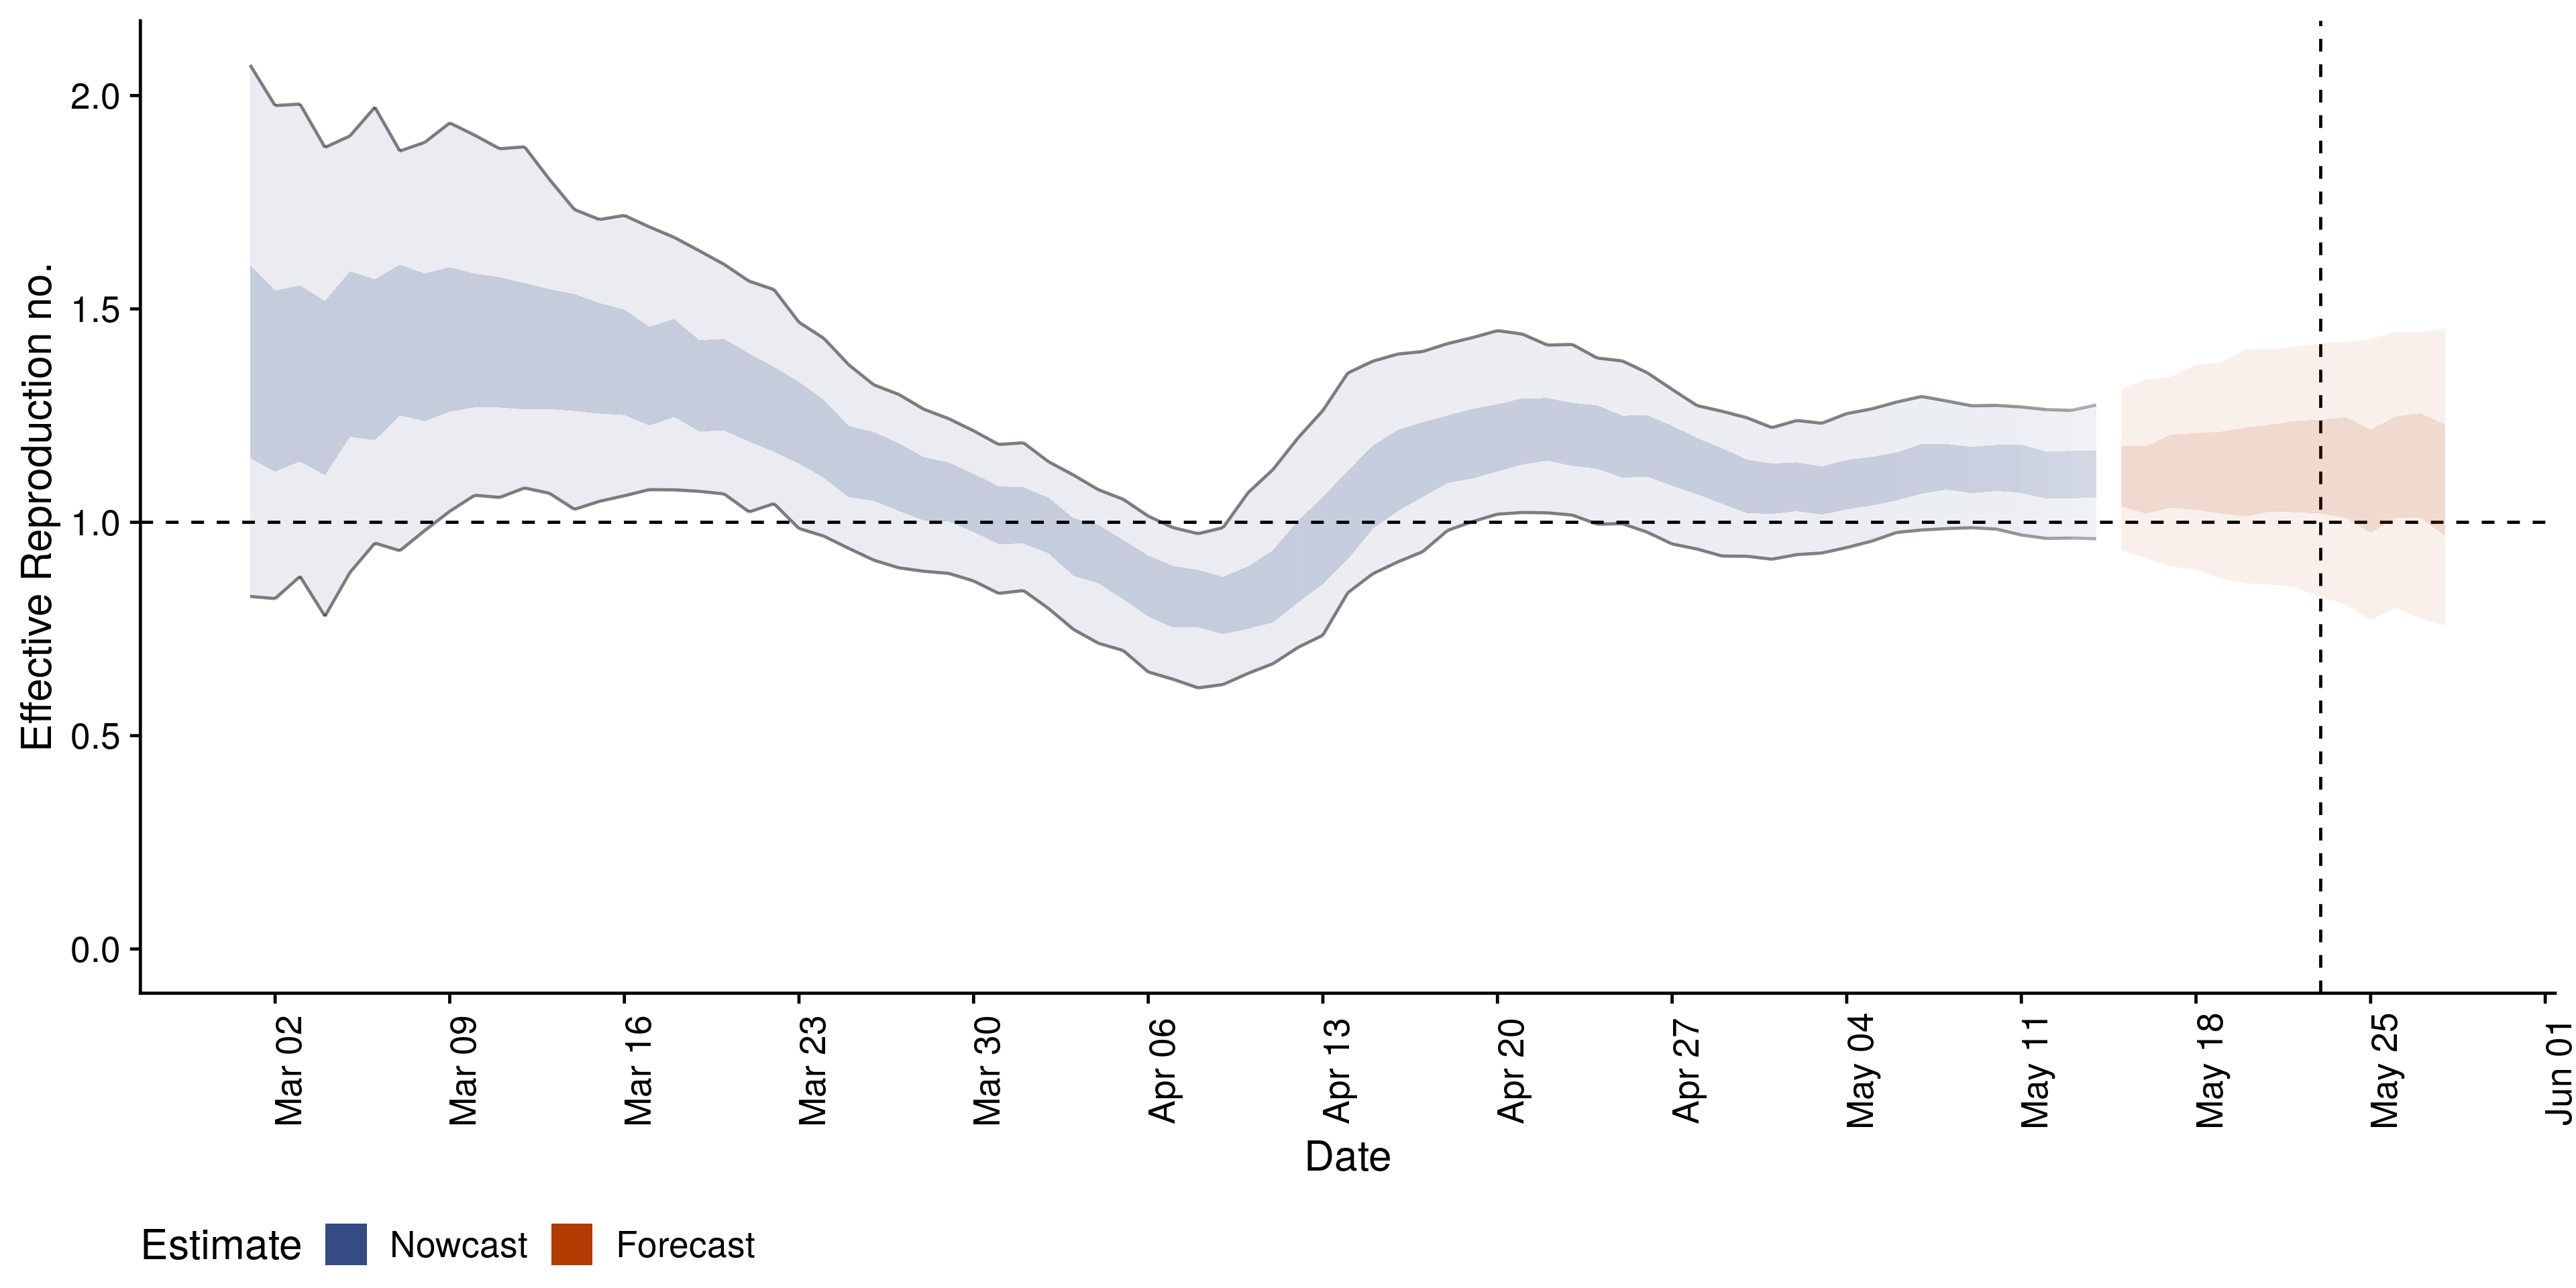 Effective Reproduction no.
2.0
1.5
1.0
0.5
0.0
Mar 02
Mar 09
Mar 16
Mar 23
Mar 30
Apr 06
Apr 13
Apr 20
Apr 27
May 04
May 11
May 18
May 25
Jun 01
Date
Estimate Nowcast Forecast